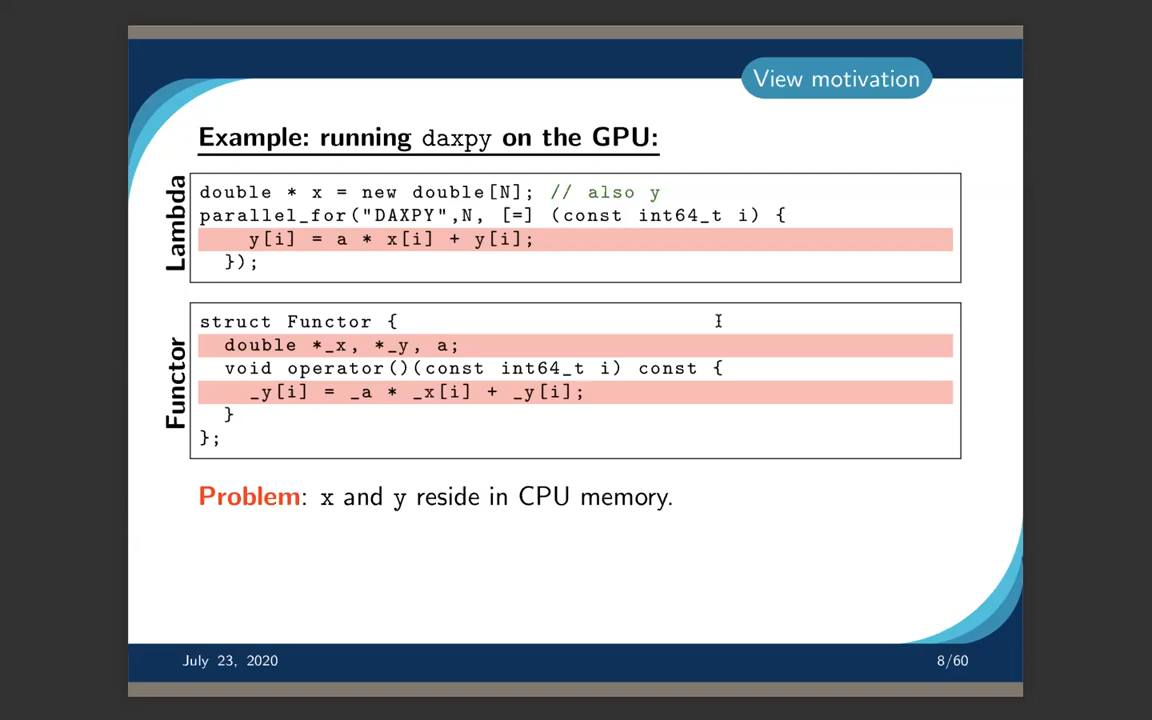 View motivation
Example: running daxpy on the GPU:
Lambda
double * x = new double[N]; // also y
parallel_for("DAXPY",N, [=] (const int64_t i) {
y[i] = a * x[i] + y[i];
});
Functor
struct Functor {
double *_x, *_y, a;
void operator()(const int64_t i) const {
_y[i] = _a * _x[i] + _y[i];
}
};
Problem: x and y reside in CPU memory.
July 23, 2020
8/60